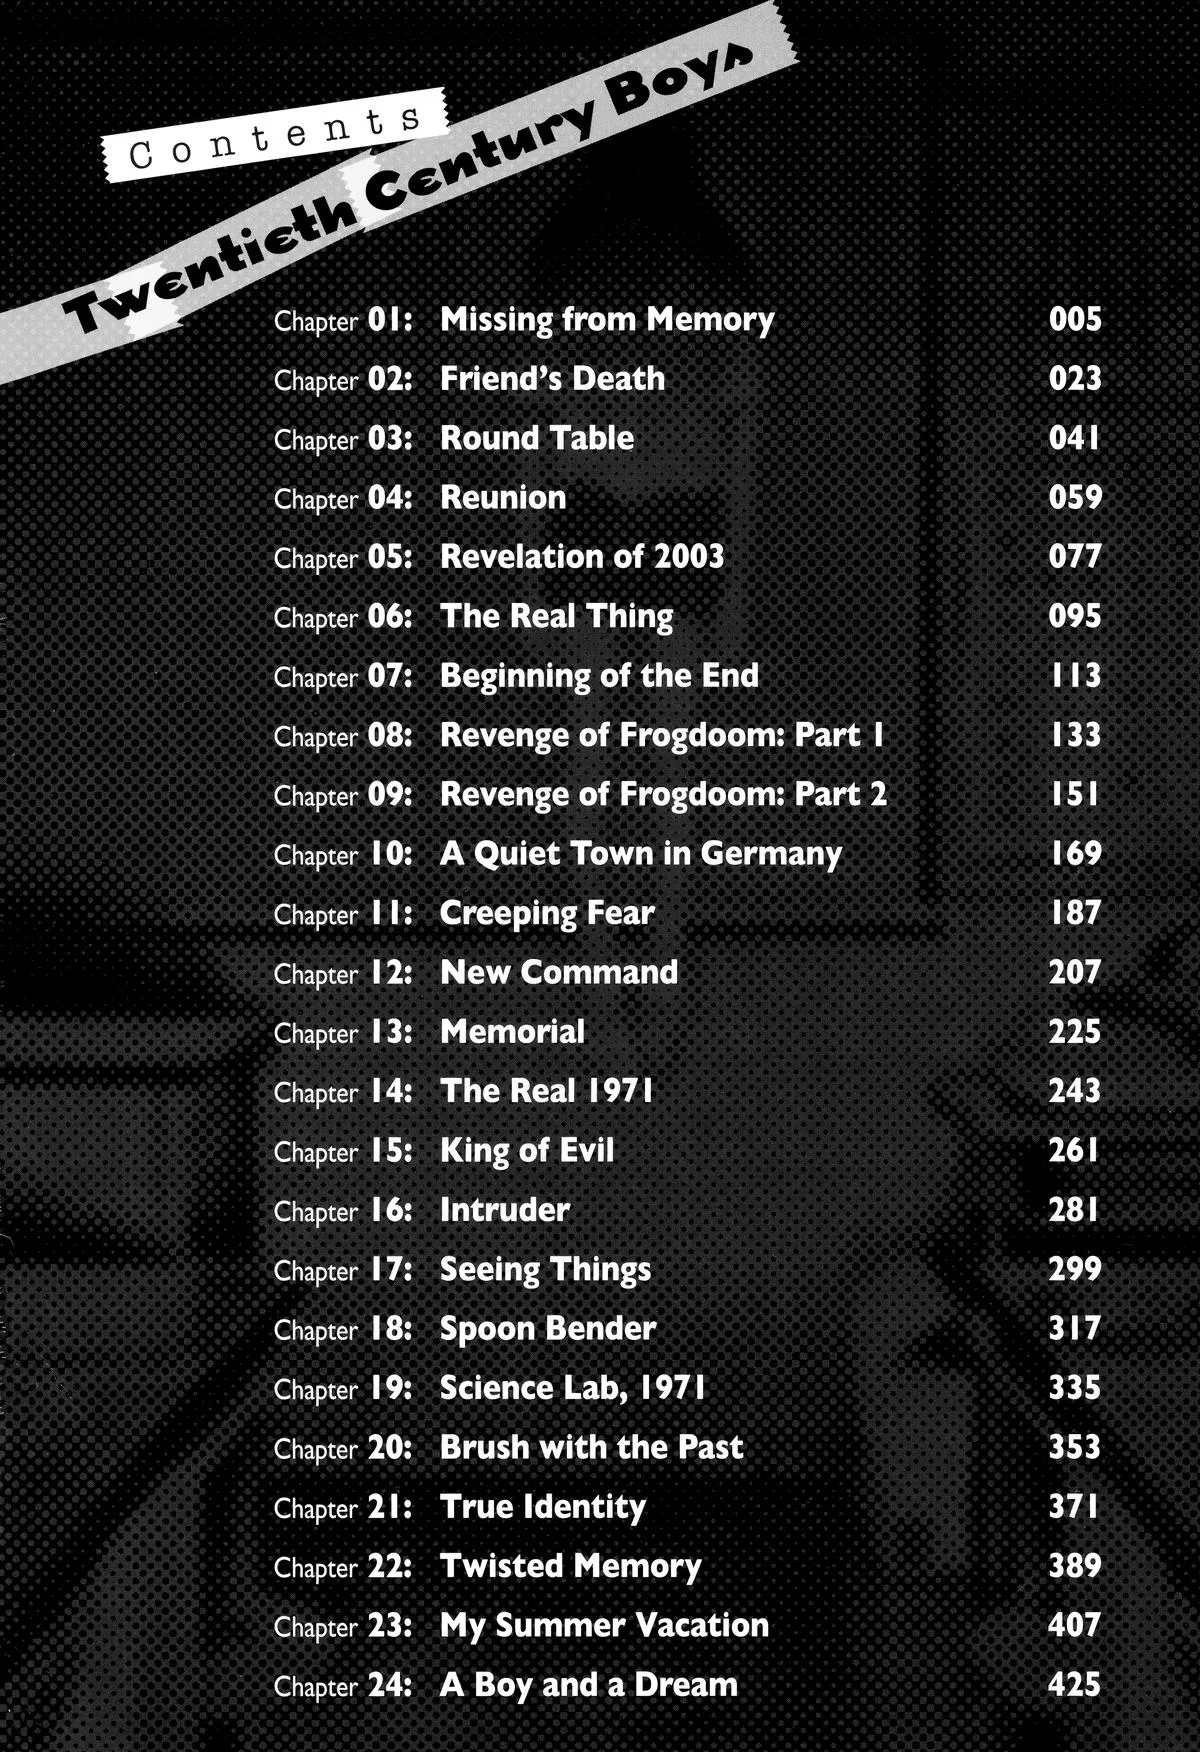 Contents
Twentieth Century Boys
Chapter 01: Missing from Memory 005
Chapter 02: Friend's Death 023
Chapter 03: Round Table 041
Chapter 04: Reunion 059
Chapter 05: Revelation of 2003 077
Chapter 06: The Real Thing 095
Chapter 07: Beginning of the End 113
Chapter 08: Revenge of Frogdoom: Part 1 133
Chapter 09: Revenge of Frogdoom: Part 2 151
Chapter 10: A Quiet Town in Germany 169
Chapter 11: Creeping Fear 187
Chapter 12: New Command 207
Chapter 13: Memorial 225
Chapter 14: The Real 1971 243
Chapter 15: King of Evil 261
Chapter 16: Intruder 281
Chapter 17: Seeing Things 299
Chapter 18: Spoon Bender 317
Chapter 19: Science Lab, 1971 335
Chapter 20: Brush with the Past 353
Chapter 21: True Identity 371
Chapter 22: Twisted Memory 389
Chapter 23: My Summer Vacation 407
Chapter 24: A Boy and a Dream 425